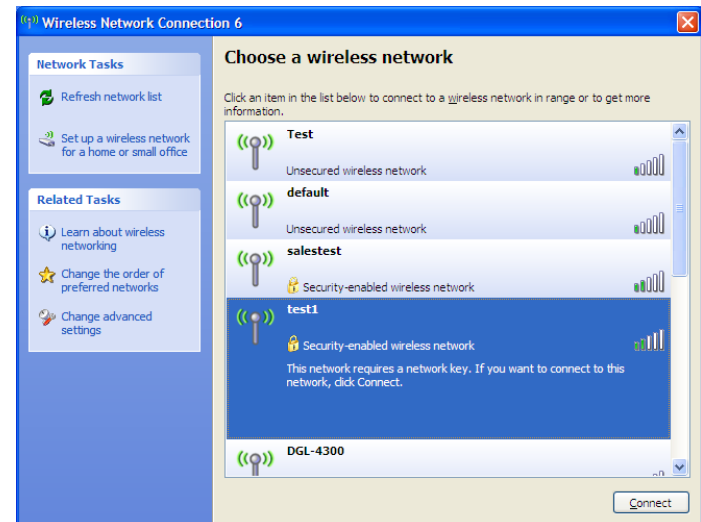 Wireless Network Connection 6
Network Tasks
Refresh network list
Set up a wireless network
for a home or small office
Related Tasks
Learn about wireless
networking
Change the order of
preferred networks
Change advanced
settings
Choose a wireless network
Click an item in the list below to connect to a wireless network in range or to get more
information.
Test
Unsecured wireless network
default
Unsecured wireless network
salestest
Security-enabled wireless network
test1
Security-enabled wireless network
This network requires a network key. If you want to connect to this
network, click Connect.
DGL-4300
Connect